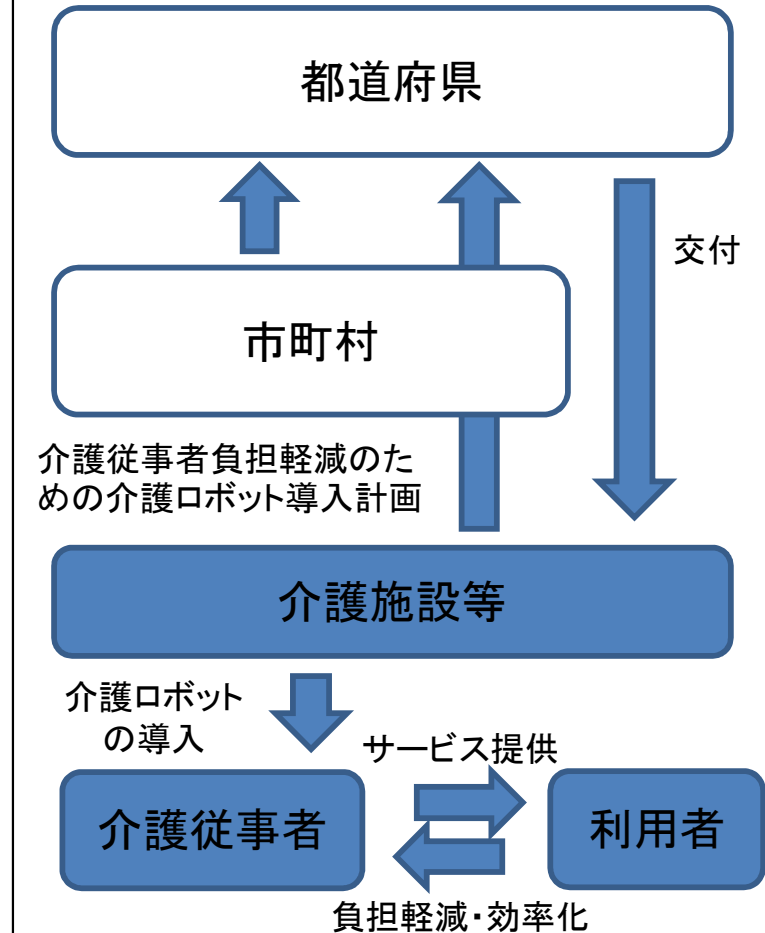 都道府県
交付
市町村
介護従事者負担軽減のた
めの介護ロボット導入計画
介護施設等
介護ロボット
の導入
サービス提供
介護従事者
利用者
負担軽減・効率化